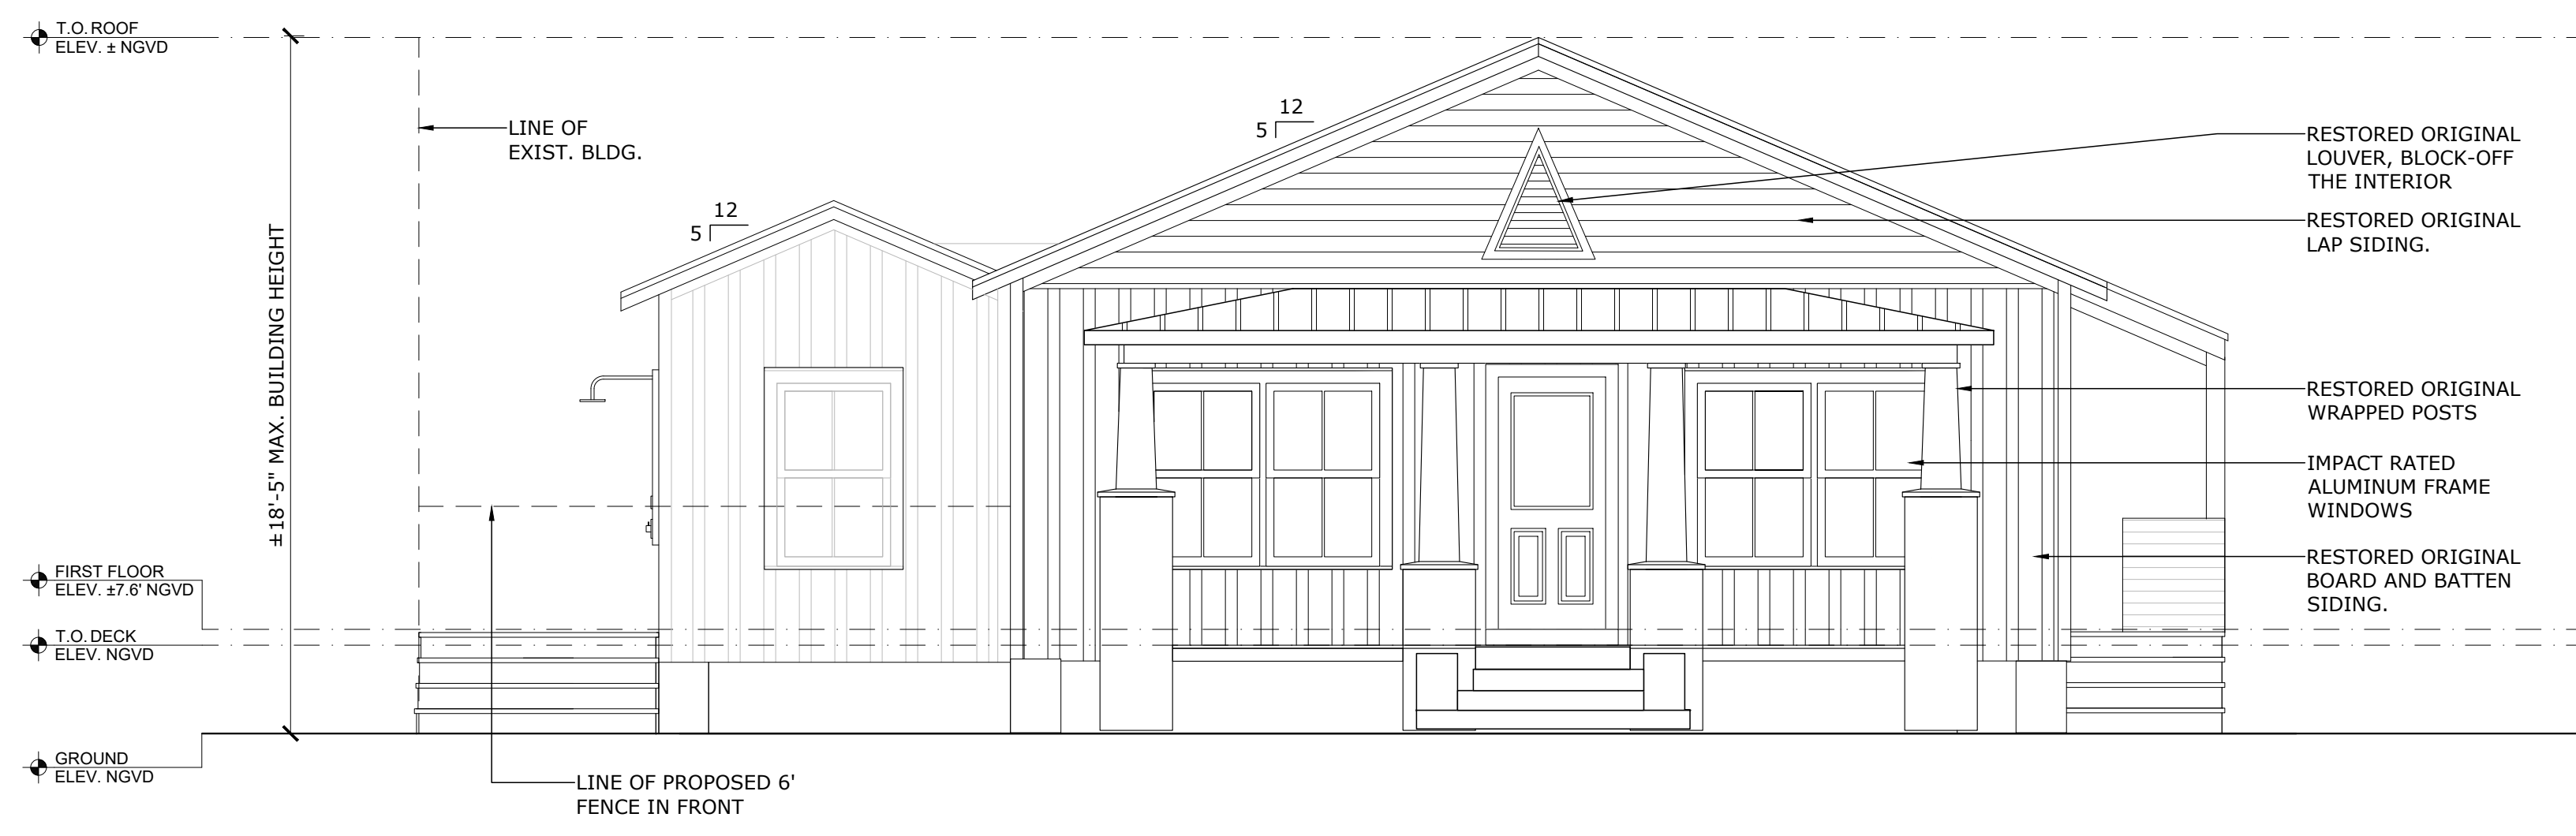 T.O. ROOF
ELEV. ± NGVD
LINE OF
EXIST. BLDG.
±18'-5" MAX. BUILDING HEIGHT
12
5
12
5
RESTORED ORIGINAL
LOUVER, BLOCK-OFF
THE INTERIOR
RESTORED ORIGINAL
LAP SIDING.
RESTORED ORIGINAL
WRAPPED POSTS
IMPACT RATED
ALUMINUM FRAME
WINDOWS
RESTORED ORIGINAL
BOARD AND BATTEN
SIDING.
FIRST FLOOR
ELEV. ±7.6' NGVD
T.O. DECK
ELEV. NGVD
GROUND
ELEV. NGVD
LINE OF PROPOSED 6'
FENCE IN FRONT